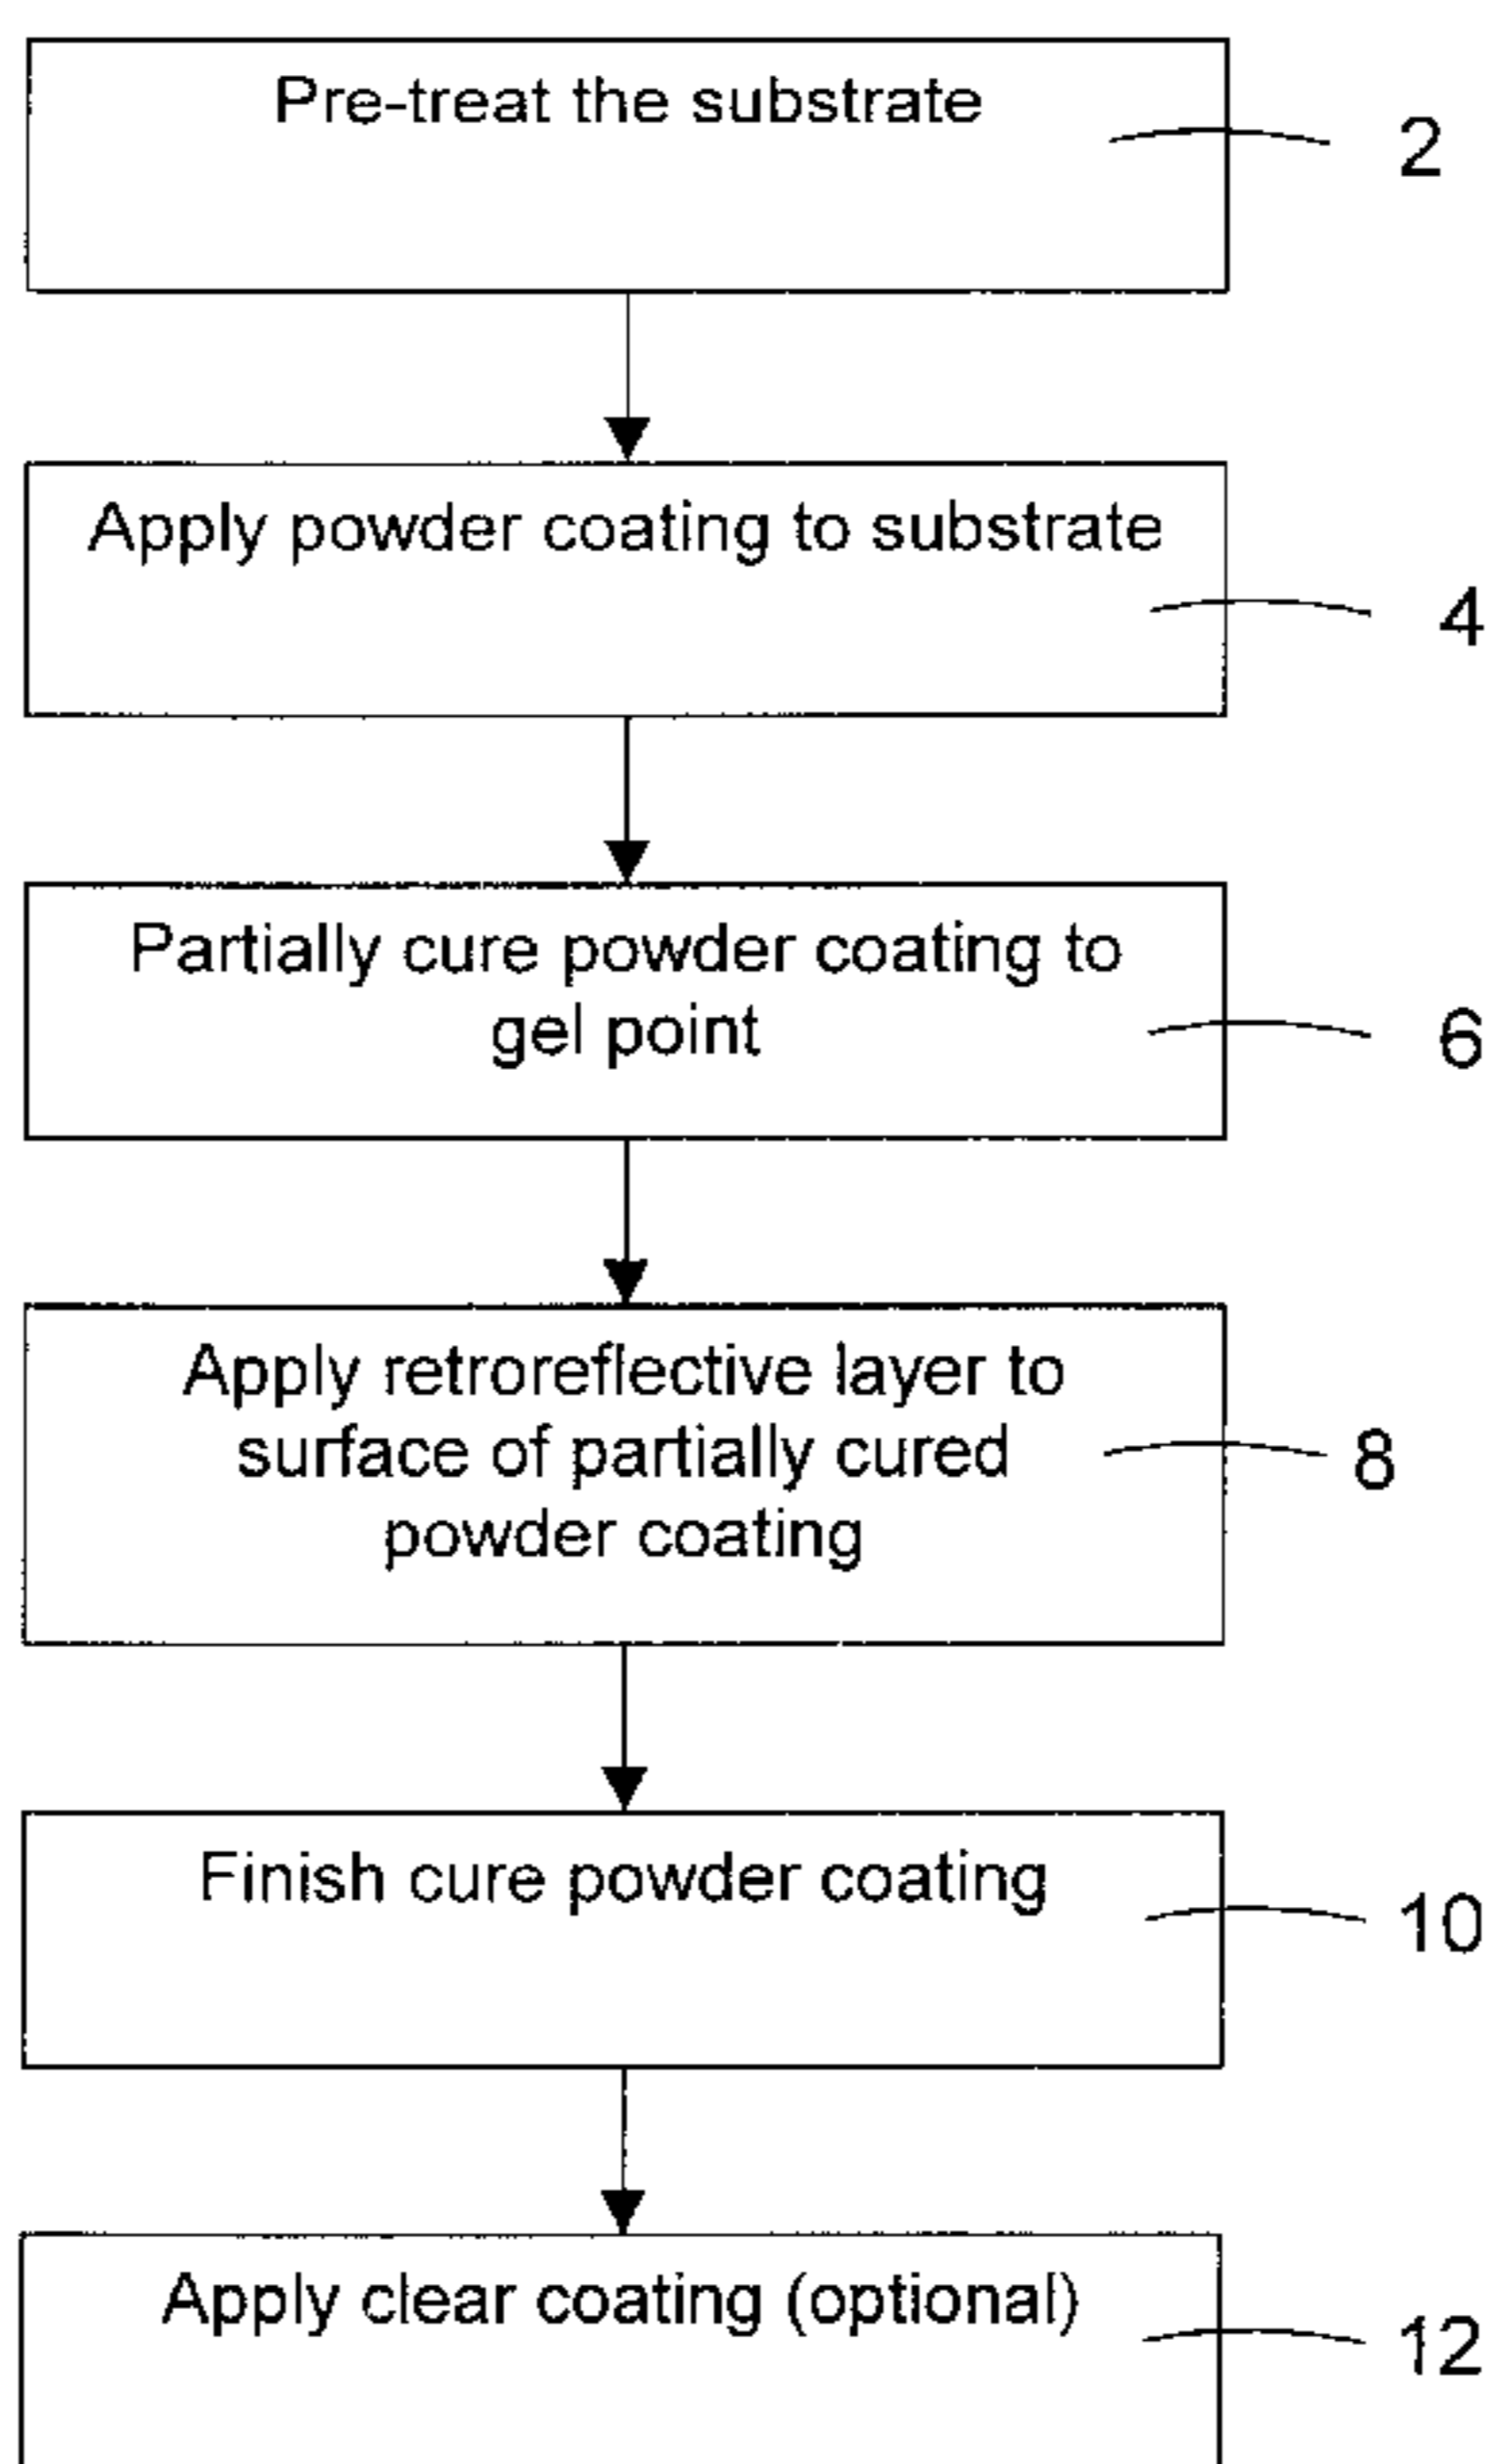 Pre-treat the substrate
2
Apply powder coating to substrate
4
Partially cure powder coating to
gel point
6
Apply retroreflective layer to
surface of partially cured
powder coating
8
Finish cure powder coating
10
Apply clear coating (optional)
12